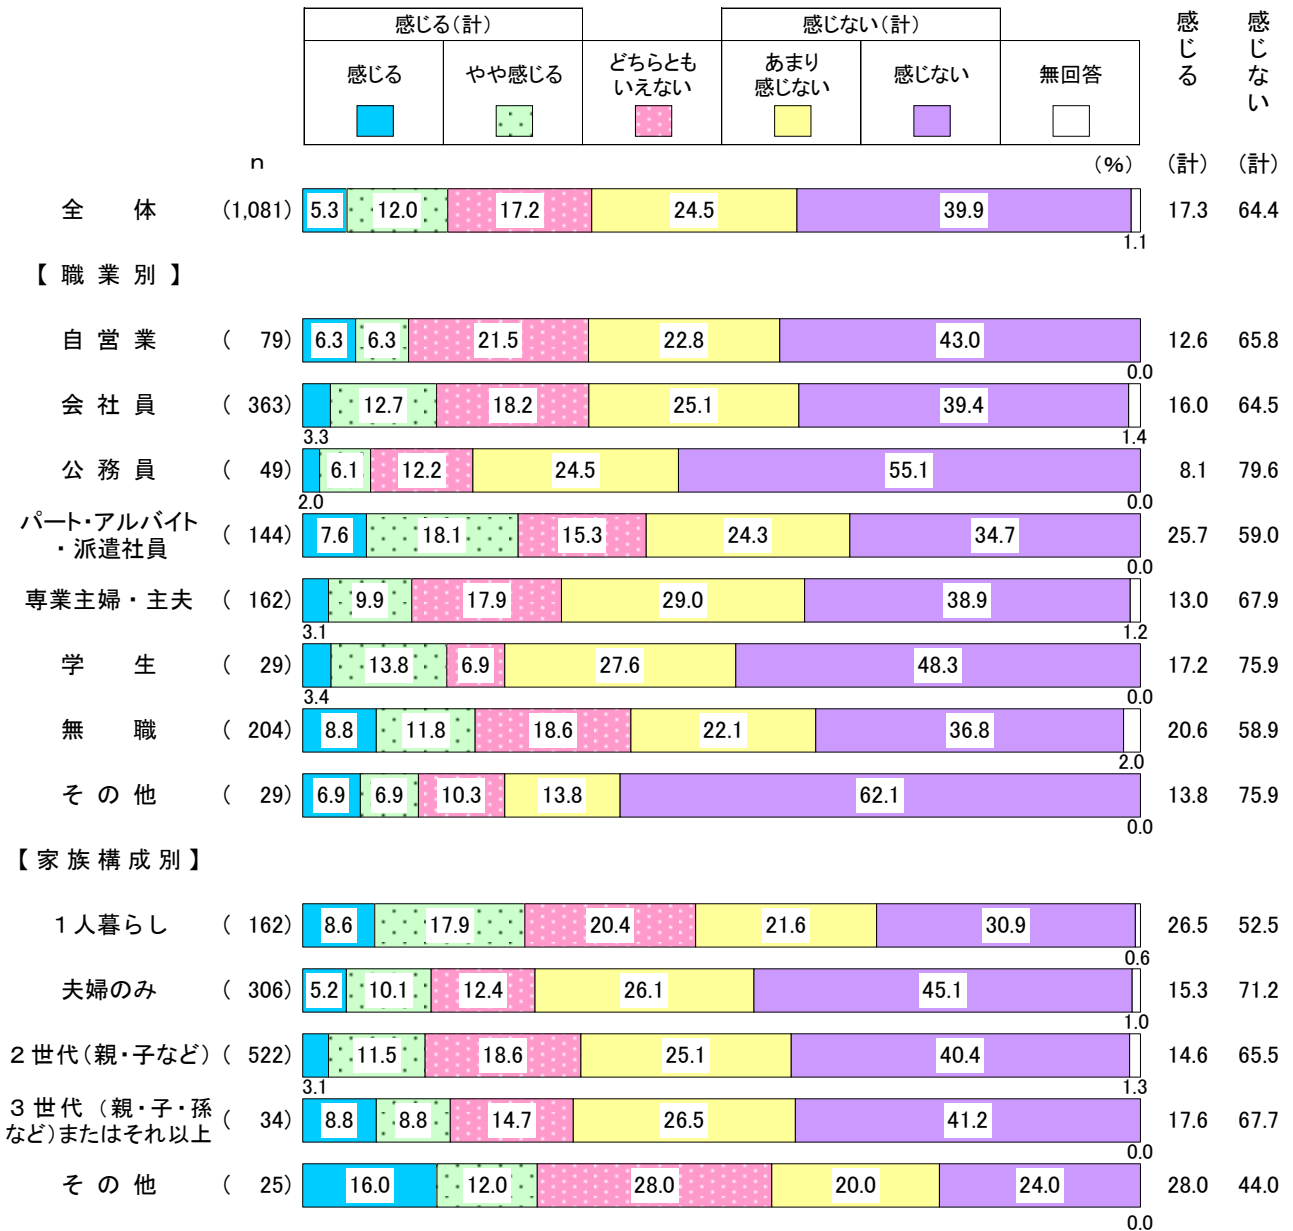 感じる(計) 感じない(計) 感じる 感じない
感じる やや感じる どちらとも いえない あまり 感じない 感じない 無回答
n (%) (計) (計)
全体 (1,081) 5.3 12.0 17.2 24.5 39.9 1.1 17.3 64.4
【職業別】
自営業 (79) 6.3 6.3 21.5 22.8 43.0 0.0 12.6 65.8
会社員 (363) 3.3 12.7 18.2 25.1 39.4 1.4 16.0 64.5
公務員 (49) 2.0 6.1 12.2 24.5 55.1 0.0 8.1 79.6
パート・アルバイト
・派遣社員 (144) 7.6 18.1 15.3 24.3 34.7 0.0 25.7 59.0
専業主婦・主夫 (162) 3.1 9.9 17.9 29.0 38.9 1.2 13.0 67.9
学生 (29) 3.4 13.8 6.9 27.6 48.3 0.0 17.2 75.9
無職 (204) 8.8 11.8 18.6 22.1 36.8 2.0 20.6 58.9
その他 (29) 6.9 6.9 10.3 13.8 62.1 0.0 13.8 75.9
【家族構成別】
1人暮らし (162) 8.6 17.9 20.4 21.6 30.9 0.6 26.5 52.5
夫婦のみ (306) 5.2 10.1 12.4 26.1 45.1 1.0 15.3 71.2
2世代(親・子など) (522) 3.1 11.5 18.6 25.1 40.4 1.3 14.6 65.5
3世代(親・子・孫
など)またはそれ以上 (34) 8.8 8.8 14.7 26.5 41.2 0.0 17.6 67.7
その他 (25) 16.0 12.0 28.0 20.0 24.0 0.0 28.0 44.0